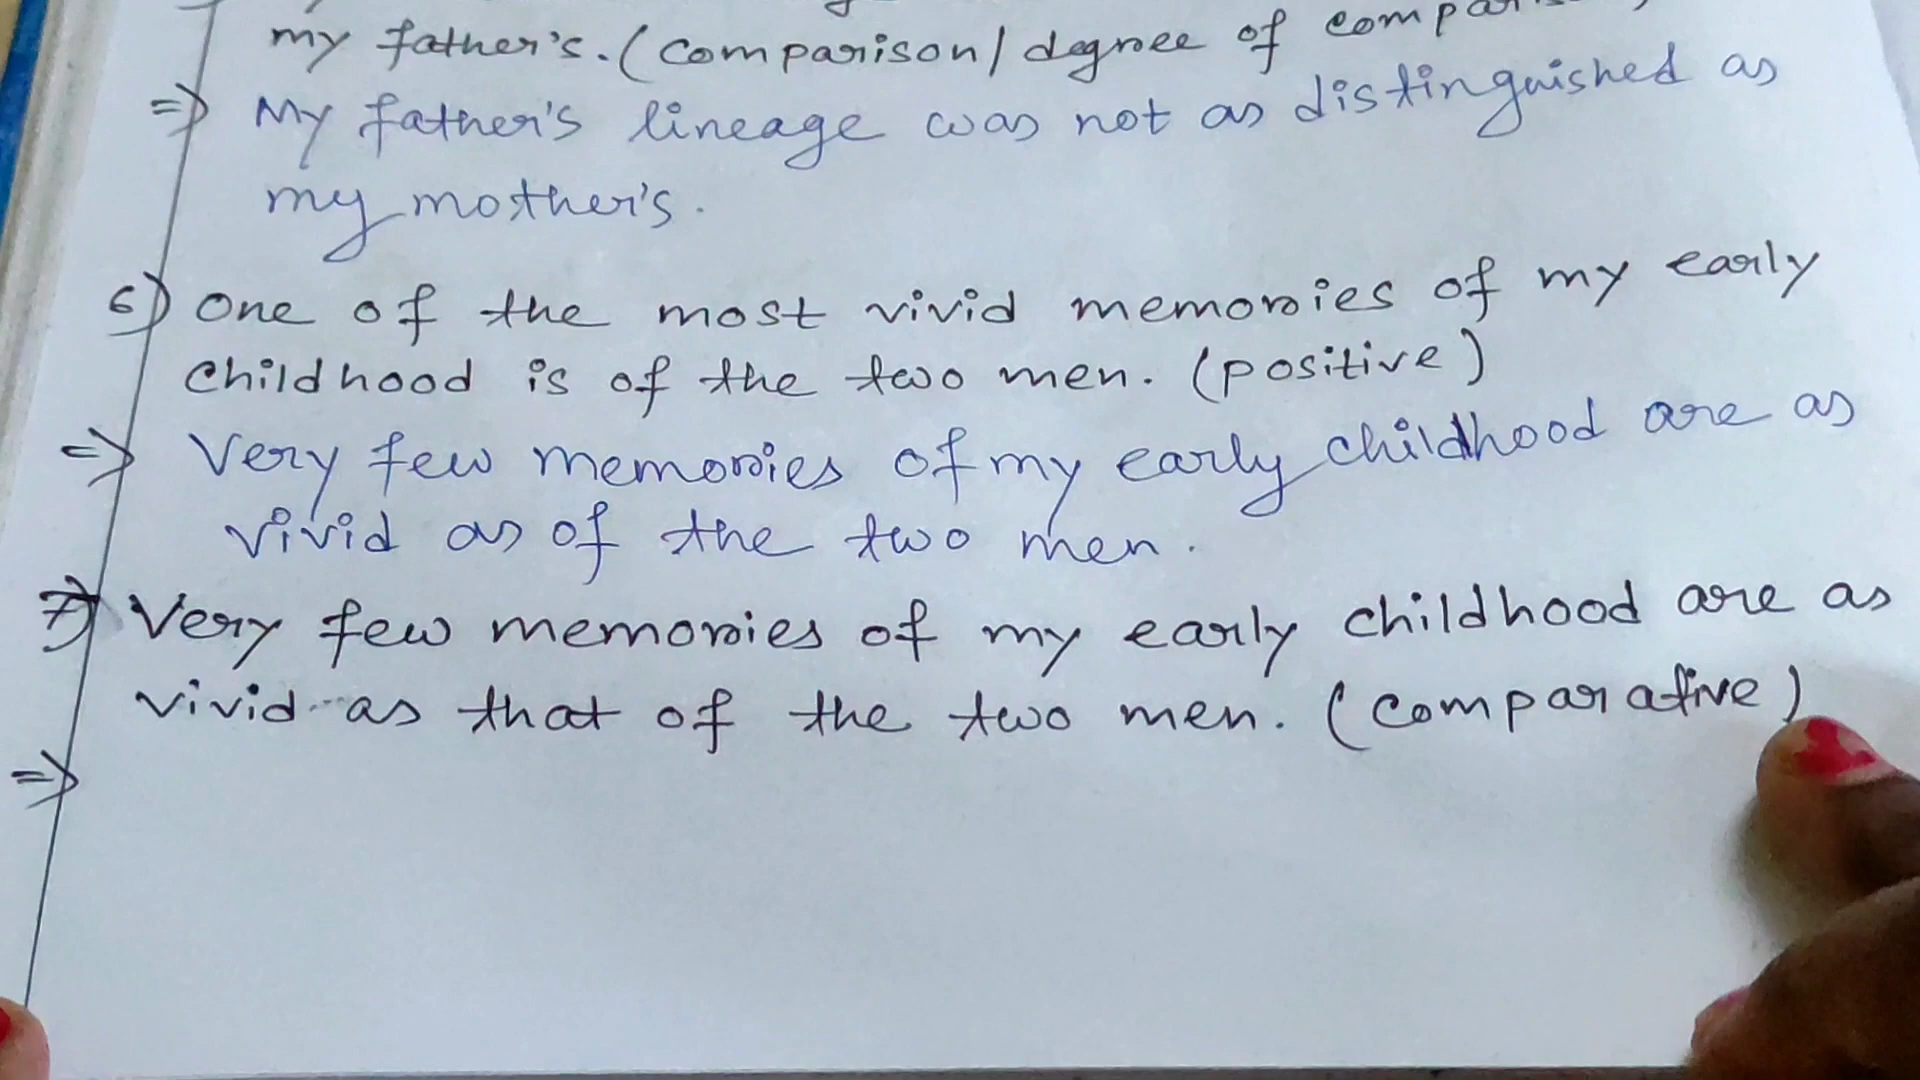 my father's. (comparison/degree of
=> My father's lineage was not as distinguished as
my mother's.
6) One of the most vivid memories of my early
childhood is of the two men. (positive)
=> Very few memories of my early childhood are as
vivid as of the two men.
7) Very few memories of my early childhood are as
vivid as that of the two men. (comparative)
=>